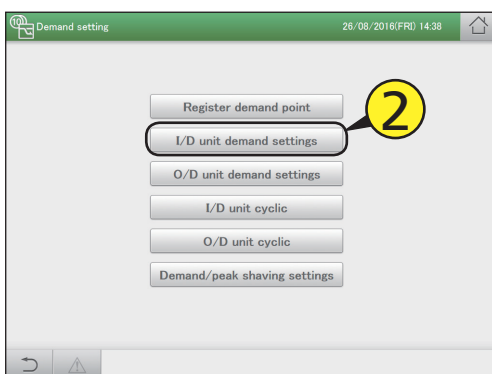 Demand setting 26/08/2016(FRI) 14:38
Register demand point
2
I/D unit demand settings
O/D unit demand settings
I/D unit cyclic
O/D unit cyclic
Demand/peak shaving settings